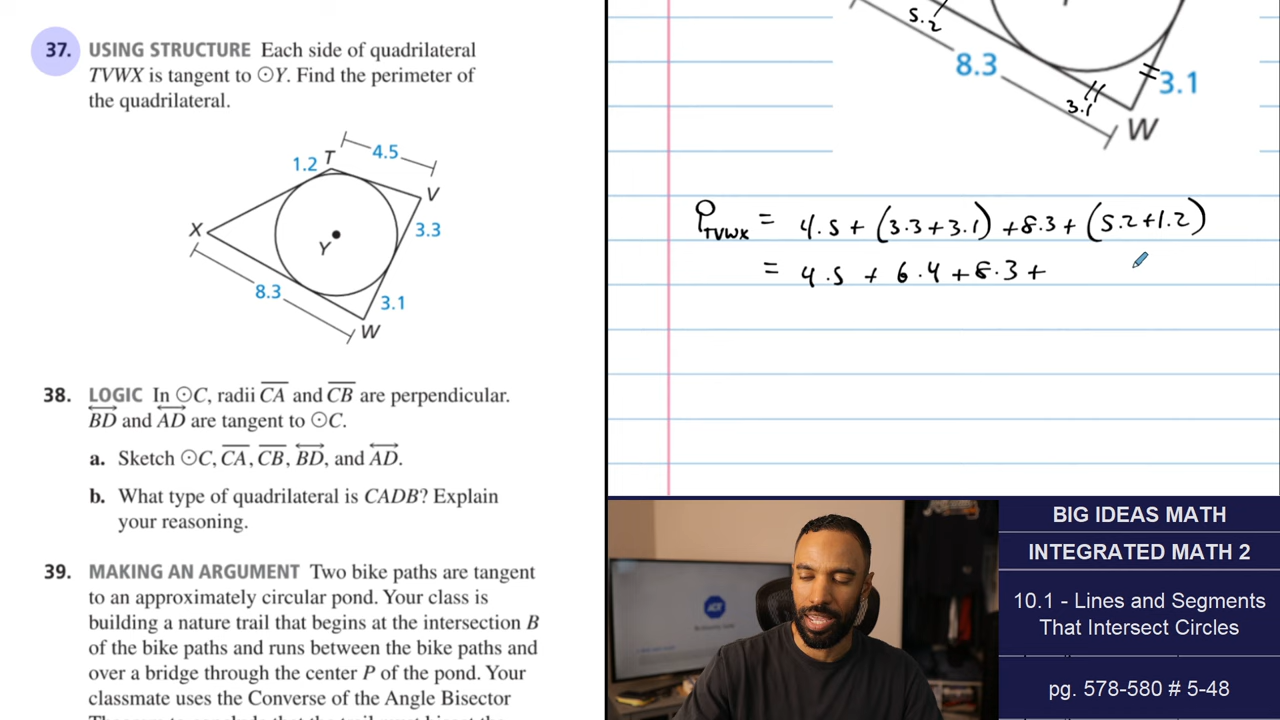 37. USING STRUCTURE Each side of quadrilateral
TVWX is tangent to ⊙Y. Find the perimeter of
the quadrilateral.
1.2 T 4.5
V
X
Y
3.3
8.3
3.1
W
38. LOGIC In ⊙C, radii CA and CB are perpendicular.
BD and AD are tangent to ⊙C.
a. Sketch ⊙C, CA, CB, BD, and AD.
b. What type of quadrilateral is CADB? Explain
your reasoning.
39. MAKING AN ARGUMENT Two bike paths are tangent
to an approximately circular pond. Your class is
building a nature trail that begins at the intersection B
of the bike paths and runs between the bike paths and
over a bridge through the center P of the pond. Your
classmate uses the Converse of the Angle Bisector
5.2
8.3
3.1
3.1
W
P TVWX = 4.5 + (3.3+3.1) + 8.3 + (5.2+1.2)
= 4.5 + 6.4 + 8.3 +
BIG IDEAS MATH
INTEGRATED MATH 2
10.1 - Lines and Segments
That Intersect Circles
pg. 578-580 # 5-48